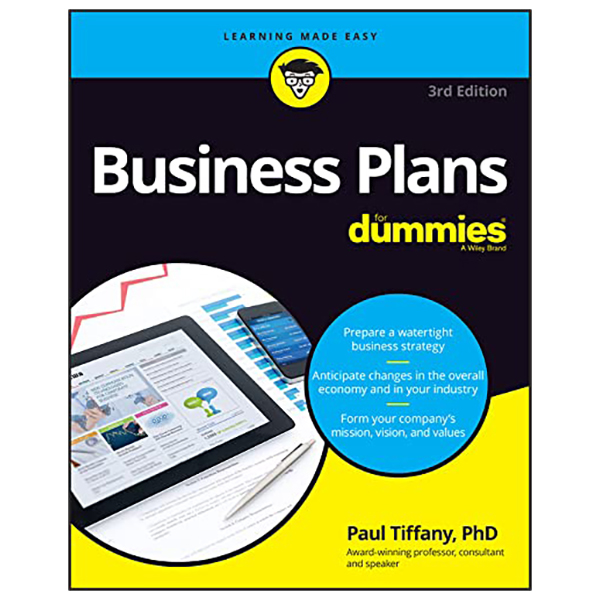 LEARNING MADE EASY
3rd Edition
Business Plans
for
dummies®
A Wiley Brand
Prepare a watertight
business strategy
Anticipate changes in the overall
economy and in your industry
Form your company's
mission, vision, and values
Paul Tiffany, PhD
Award-winning professor, consultant
and speaker